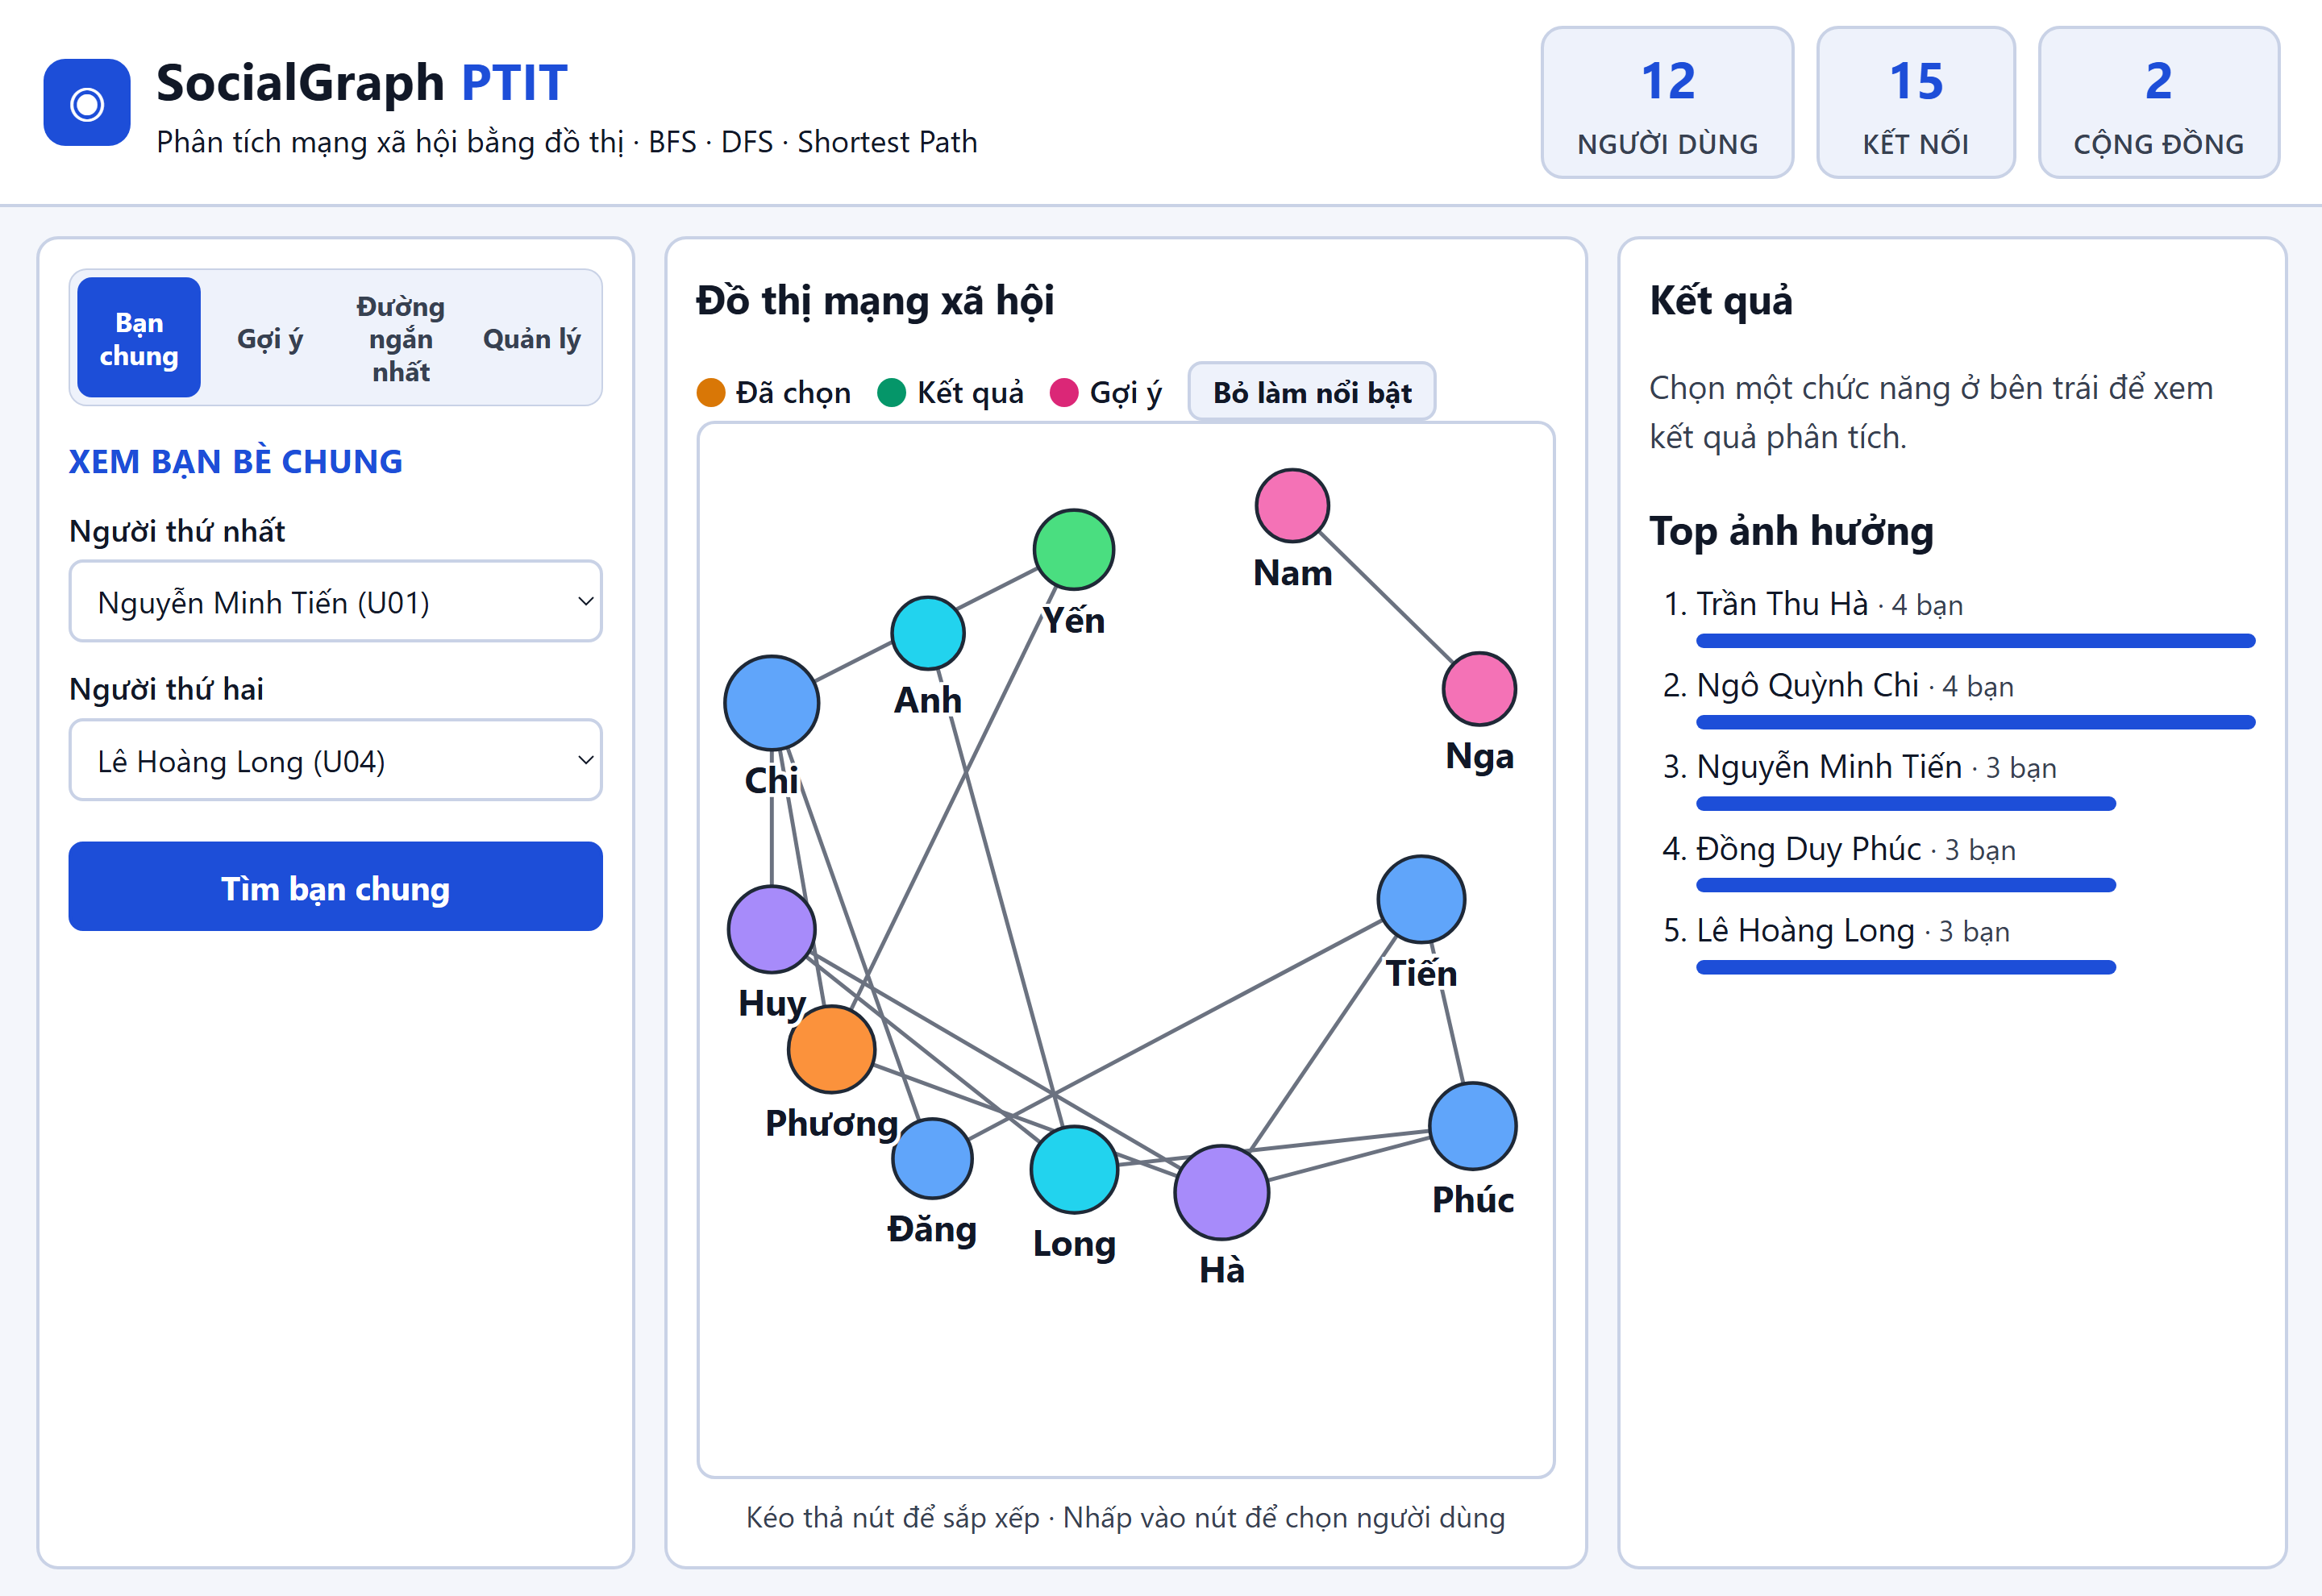 SocialGraph PTIT
Phân tích mạng xã hội bằng đồ thị · BFS · DFS · Shortest Path
12
NGƯỜI DÙNG
15
KẾT NỐI
2
CỘNG ĐỒNG
Bạn
chung
Gợi ý
Đường
ngắn
nhất
Quản lý
XEM BẠN BÈ CHUNG
Người thứ nhất
Nguyễn Minh Tiến (U01)
Người thứ hai
Lê Hoàng Long (U04)
Tìm bạn chung
Đồ thị mạng xã hội
Đã chọn
Kết quả
Gợi ý
Bỏ làm nổi bật
Nam
Yến
Anh
Nga
Chi
Tiến
Huy
Phương
Phúc
Đăng
Long
Hà
Kéo thả nút để sắp xếp · Nhấp vào nút để chọn người dùng
Kết quả
Chọn một chức năng ở bên trái để xem
kết quả phân tích.
Top ảnh hưởng
1. Trần Thu Hà · 4 bạn
2. Ngô Quỳnh Chi · 4 bạn
3. Nguyễn Minh Tiến · 3 bạn
4. Đồng Duy Phúc · 3 bạn
5. Lê Hoàng Long · 3 bạn